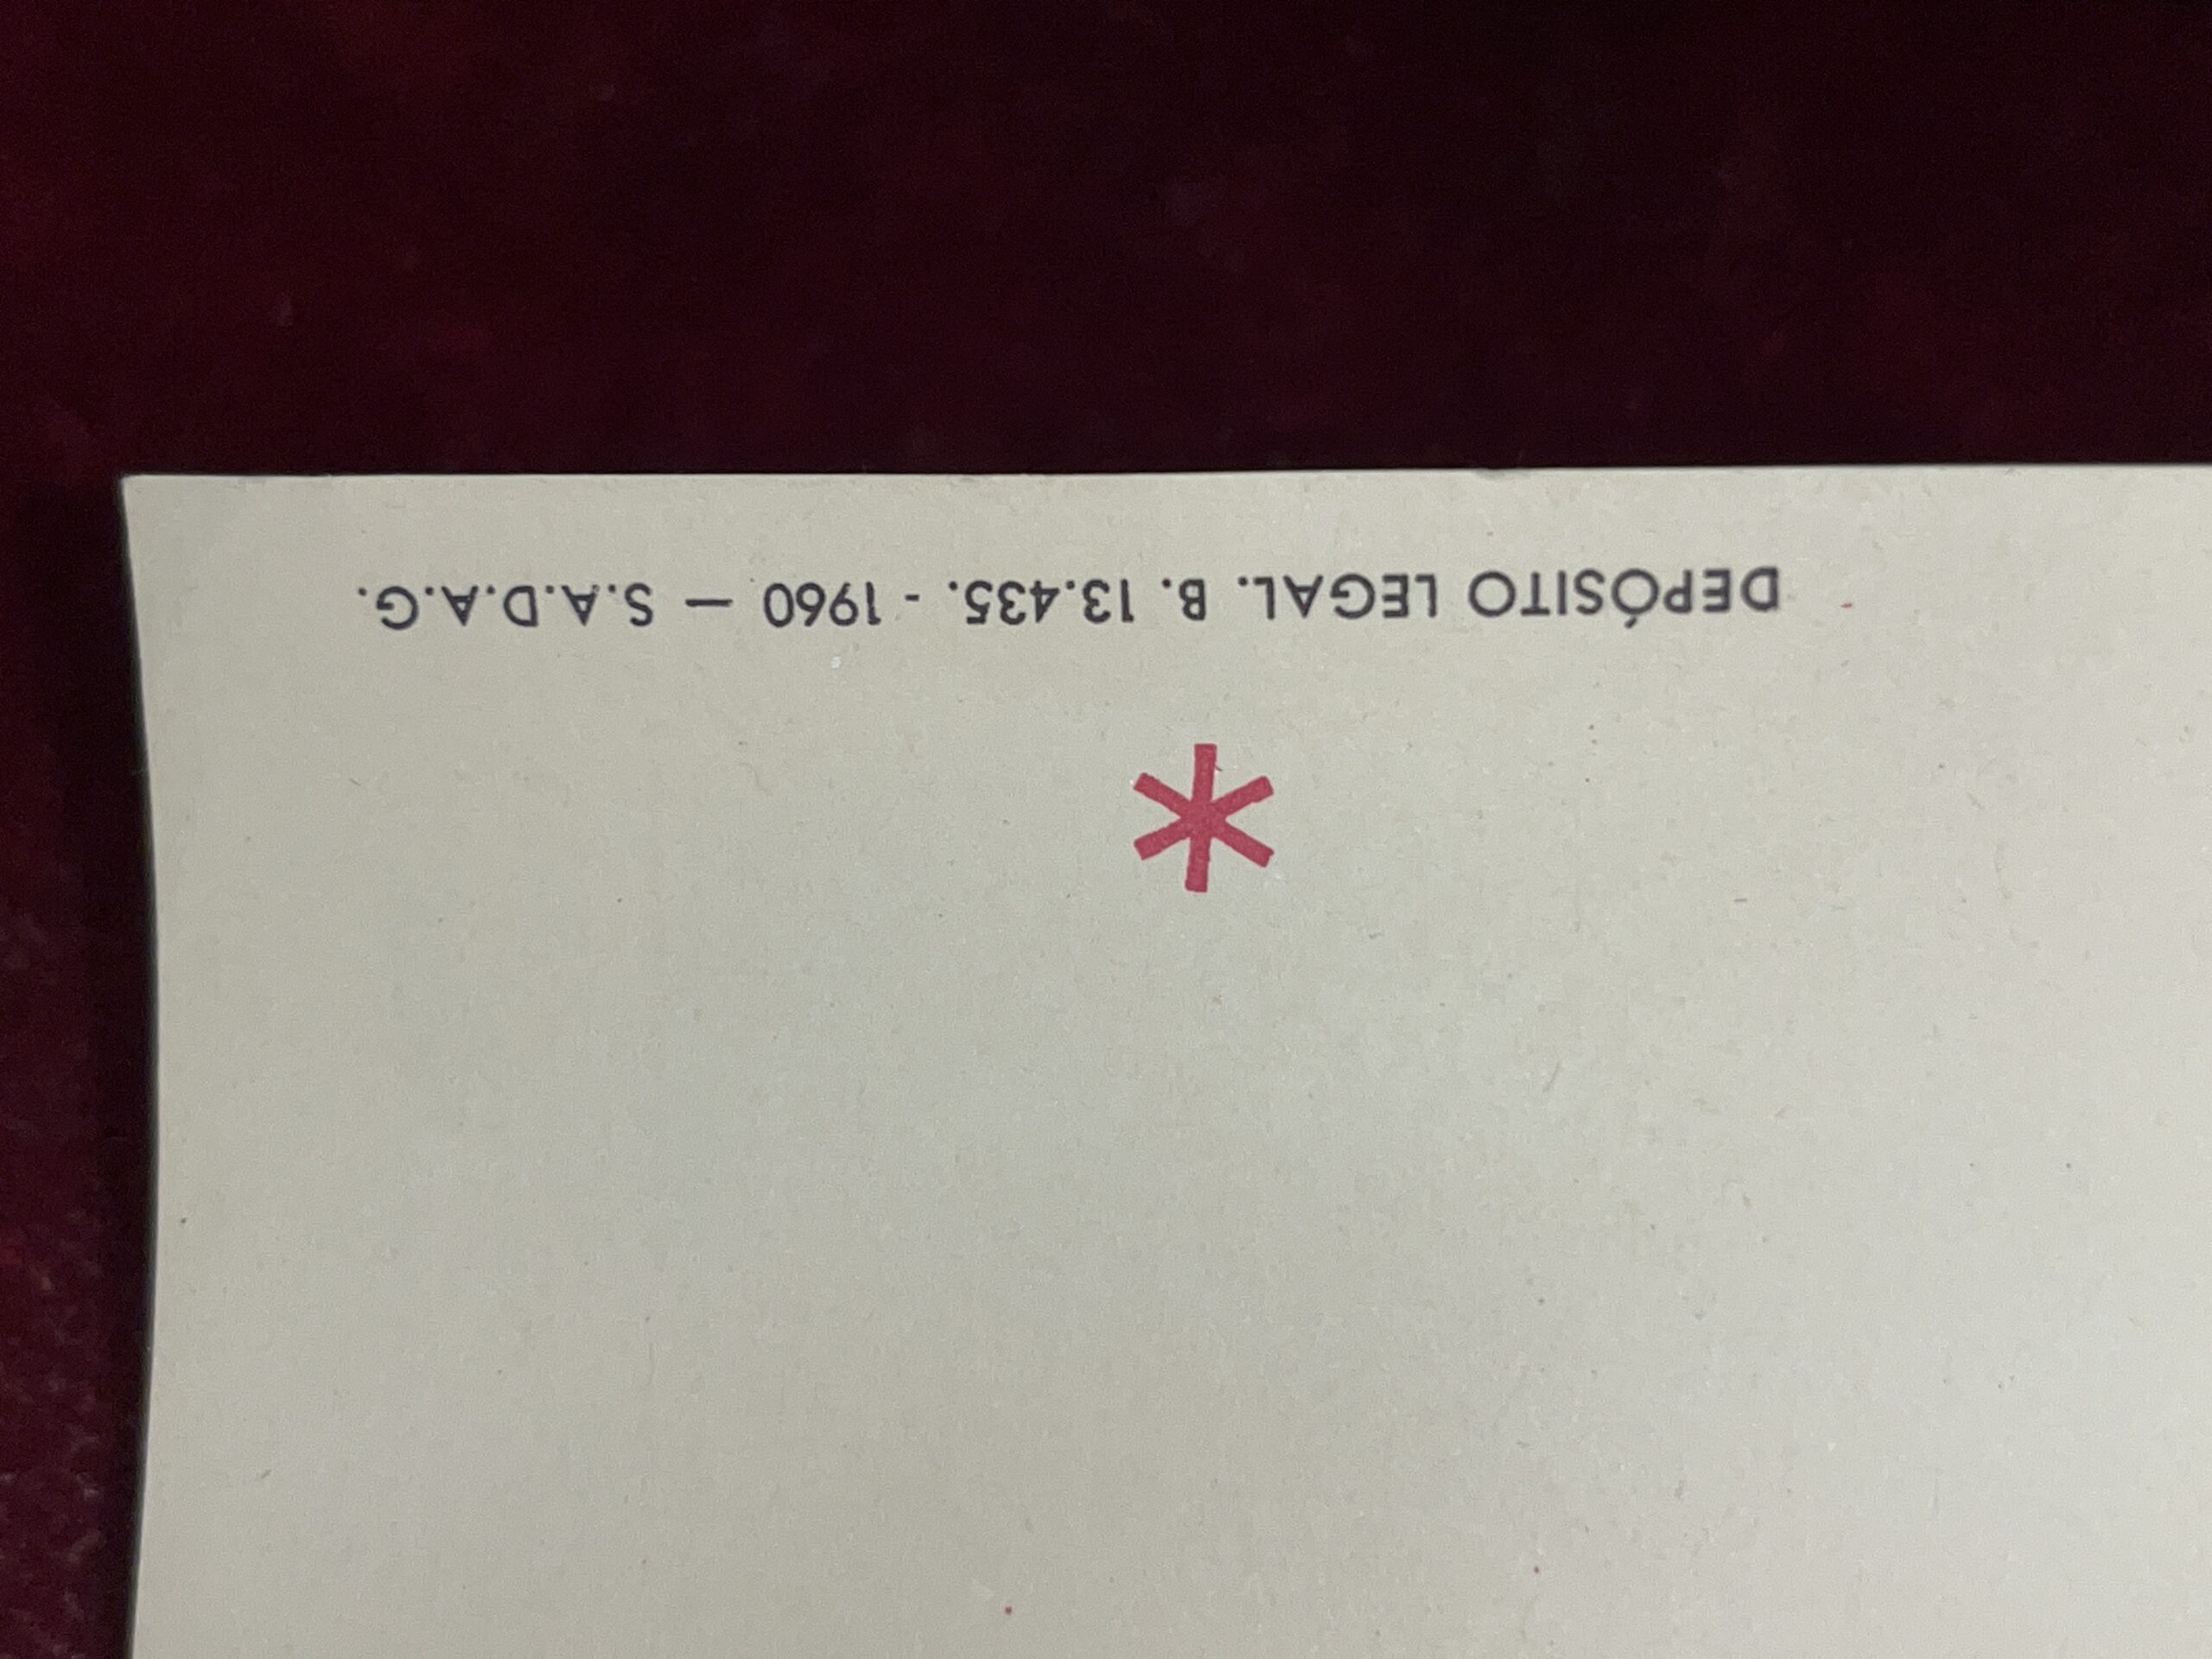 *
DEPÓSITO LEGAL. B. 13.435. - 1960 — S.A.D.A.G.